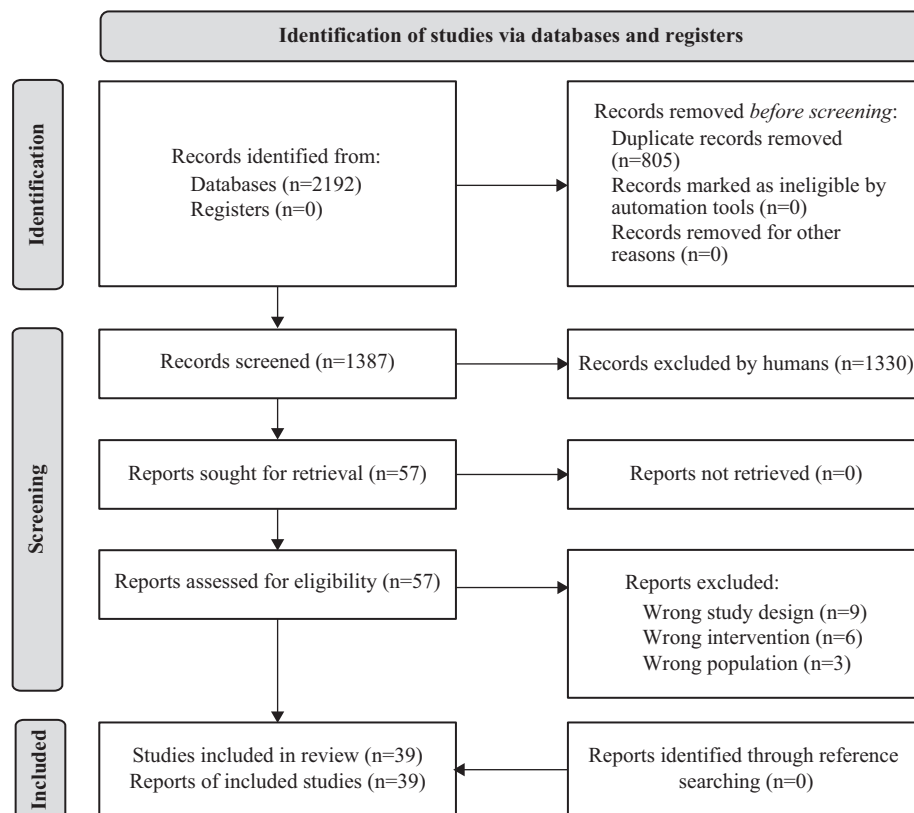 Identification of studies via databases and registers
Identification
Records identified from:
Databases (n=2192)
Registers (n=0)
Records removed before screening:
Duplicate records removed
(n=805)
Records marked as ineligible by
automation tools (n=0)
Records removed for other
reasons (n=0)
Screening
Records screened (n=1387)
Records excluded by humans (n=1330)
Reports sought for retrieval (n=57)
Reports not retrieved (n=0)
Reports assessed for eligibility (n=57)
Reports excluded:
Wrong study design (n=9)
Wrong intervention (n=6)
Wrong population (n=3)
Included
Studies included in review (n=39)
Reports of included studies (n=39)
Reports identified through reference
searching (n=0)